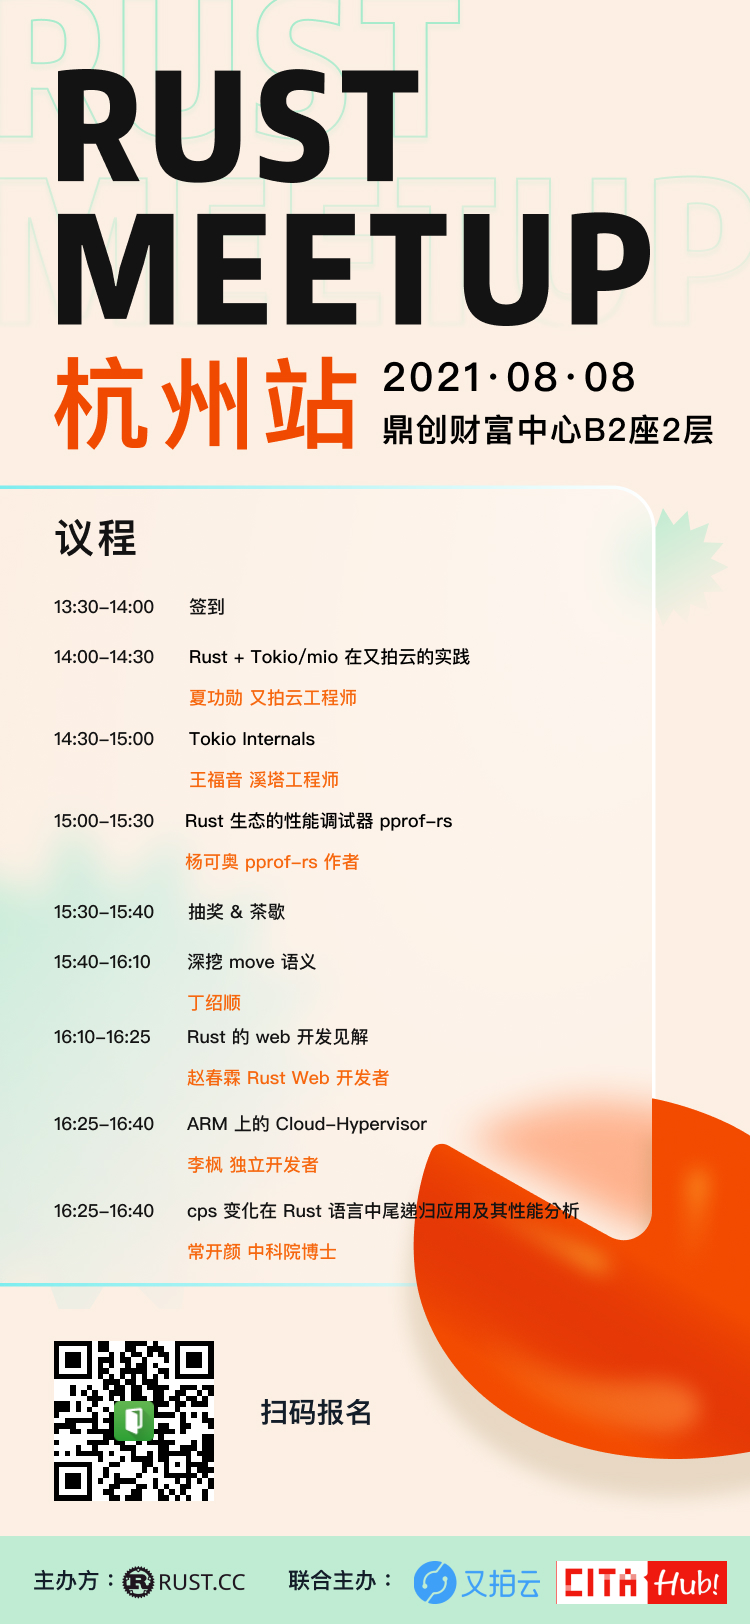 RUST
MEETUP
RUST
MEETUP
杭州站
2021·08·08
鼎创财富中心B2座2层
议程
13:30-14:00 签到
14:00-14:30 Rust + Tokio/mio 在又拍云的实践
夏功勋 又拍云工程师
14:30-15:00 Tokio Internals
王福音 溪塔工程师
15:00-15:30 Rust 生态的性能调试器 pprof-rs
杨可奥 pprof-rs 作者
15:30-15:40 抽奖 & 茶歇
15:40-16:10 深挖 move 语义
丁绍顺
16:10-16:25 Rust 的 web 开发见解
赵春霖 Rust Web 开发者
16:25-16:40 ARM 上的 Cloud-Hypervisor
李枫 独立开发者
16:25-16:40 cps 变化在 Rust 语言中尾递归应用及其性能分析
常开颜 中科院博士
扫码报名
主办方：R RUST.CC 联合主办： 又拍云 CITA Hub!